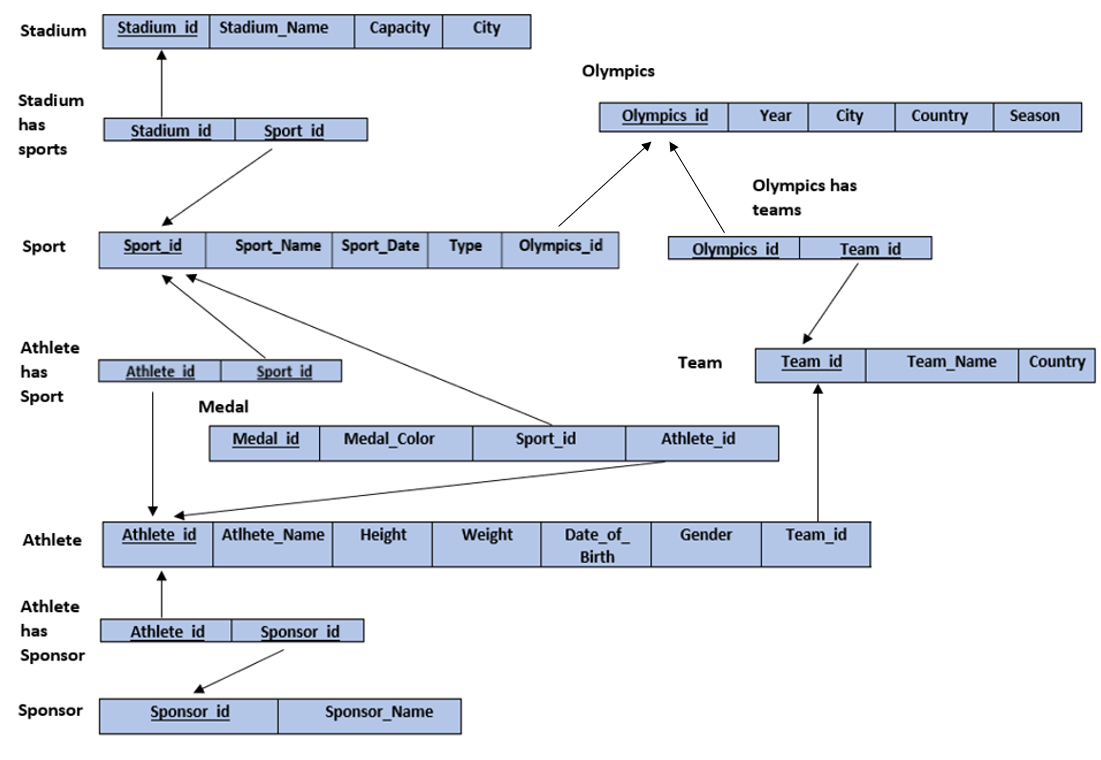 Stadium
Stadium_id Stadium_Name Capacity City
Olympics
Olympics_id Year City Country Season
Stadium
has
sports
Stadium_id Sport_id
Olympics has
teams
Olympics_id Team_id
Sport
Sport_id Sport_Name Sport_Date Type Olympics_id
Athlete
has
Sport
Athlete_id Sport_id
Team
Team_id Team_Name Country
Medal
Medal_id Medal_Color Sport_id Athlete_id
Athlete
Athlete_id Atlhete_Name Height Weight Date_of_
Birth Gender Team_id
Athlete
has
Sponsor
Athlete_id Sponsor_id
Sponsor
Sponsor_id Sponsor_Name